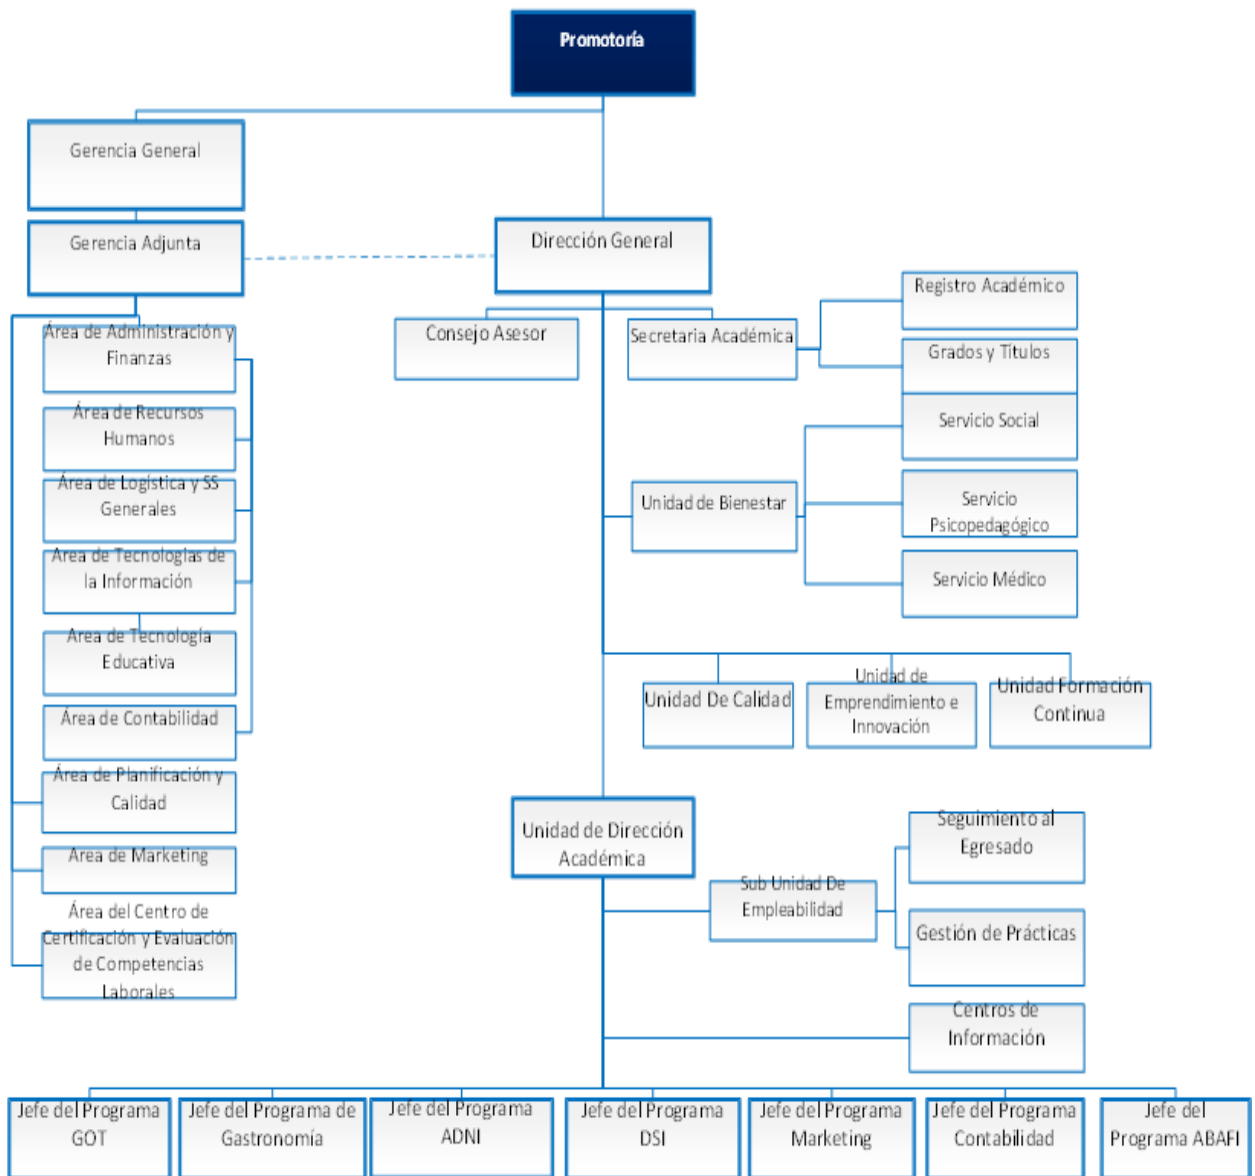 Promotoría
Gerencia General
Gerencia Adjunta
Dirección General
Consejo Asesor
Secretaria Académica
Registro Académico
Grados y Títulos
Área de Administración y
Finanzas
Área de Recursos
Humanos
Área de Logística y SS
Generales
Area de Tecnologías de
la Información
Area de Tecnología
Educativa
Área de Contabilidad
Área de Planificación y
Calidad
Area de Marketing
Área del Centro de
Certificación y Evaluación
de Competencias
Laborales
Unidad de Bienestar
Servicio Social
Servicio
Psicopedagógico
Servicio Médico
Unidad De Calidad
Unidad de
Emprendimiento e
Innovación
Unidad Formación
Continua
Unidad de Dirección
Académica
Sub Unidad De
Empleabilidad
Seguimiento al
Egresado
Gestión de Prácticas
Centros de
Información
Jefe del Programa
GOT
Jefe del Programa de
Gastronomía
Jefe del Programa
ADNI
Jefe del Programa
DSI
Jefe del Programa
Marketing
Jefe del Programa
Contabilidad
Jefe del
Programa ABAFI